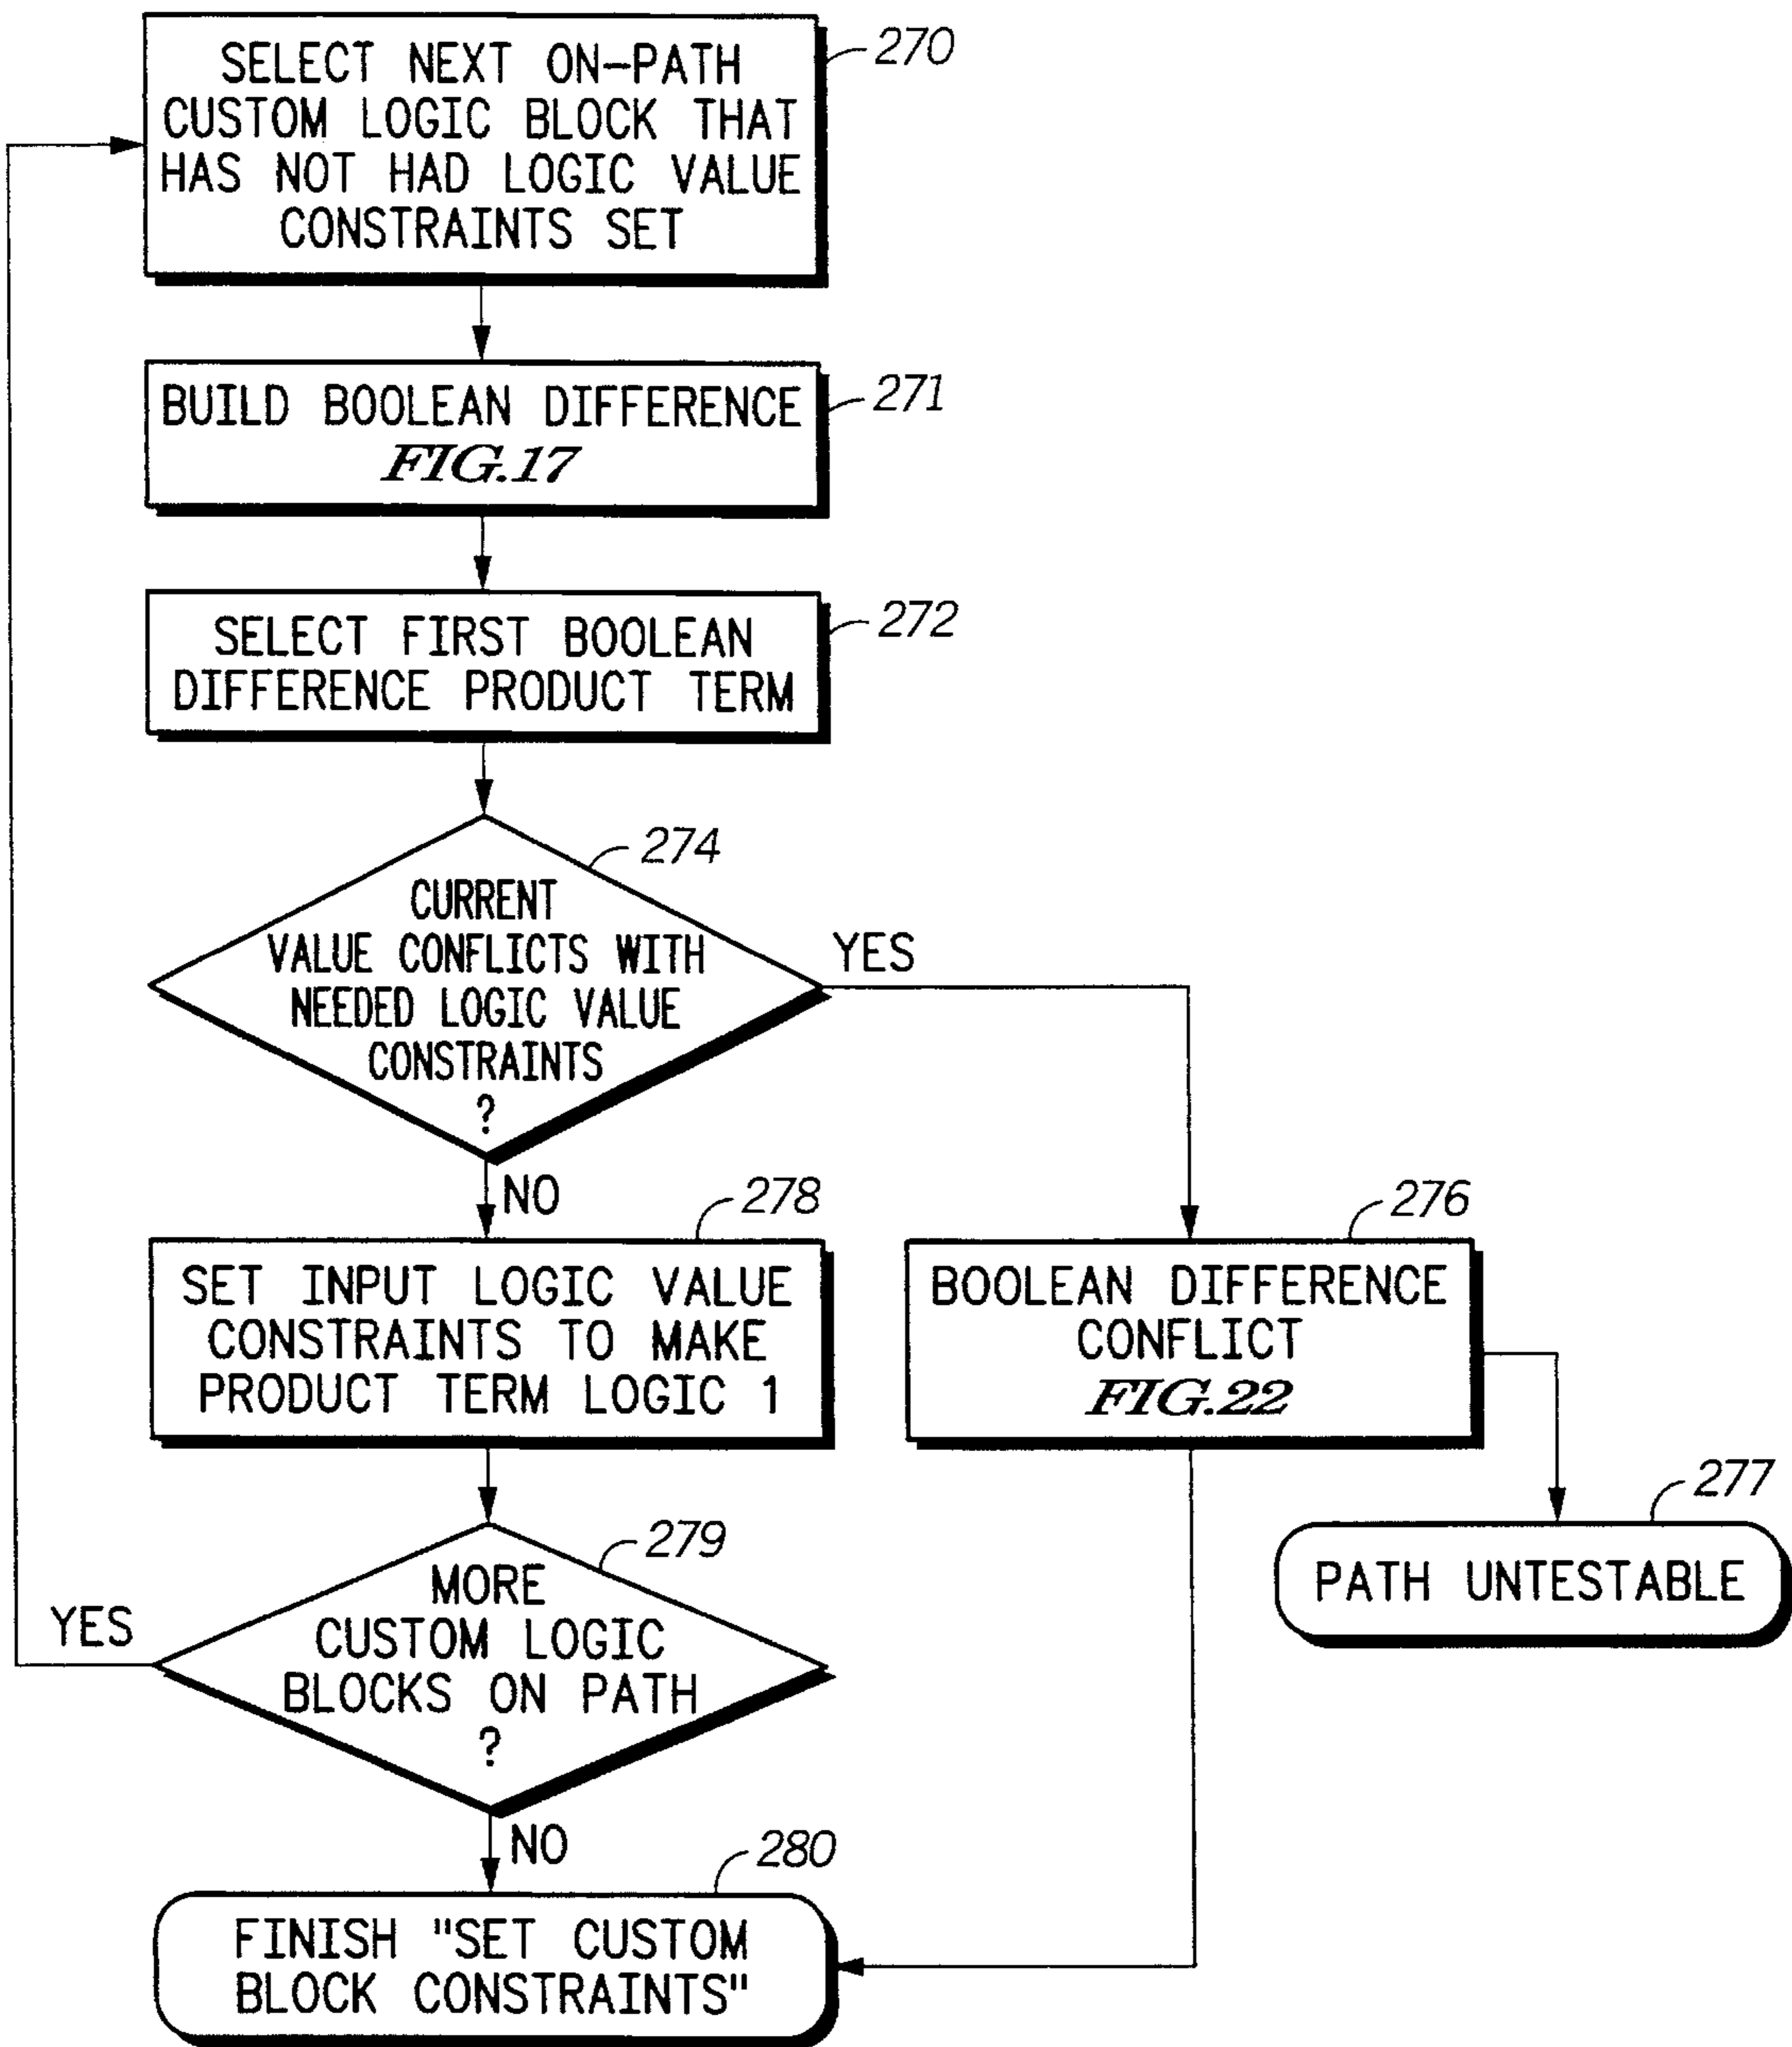 SELECT NEXT ON-PATH
CUSTOM LOGIC BLOCK THAT
HAS NOT HAD LOGIC VALUE
CONSTRAINTS SET
270
BUILD BOOLEAN DIFFERENCE
FIG.17
271
SELECT FIRST BOOLEAN
DIFFERENCE PRODUCT TERM
272
274
CURRENT
VALUE CONFLICTS WITH
NEEDED LOGIC VALUE
CONSTRAINTS
?
YES
NO
278
SET INPUT LOGIC VALUE
CONSTRAINTS TO MAKE
PRODUCT TERM LOGIC 1
276
BOOLEAN DIFFERENCE
CONFLICT
FIG.22
277
PATH UNTESTABLE
279
MORE
CUSTOM LOGIC
BLOCKS ON PATH
?
YES
NO
280
FINISH "SET CUSTOM
BLOCK CONSTRAINTS"